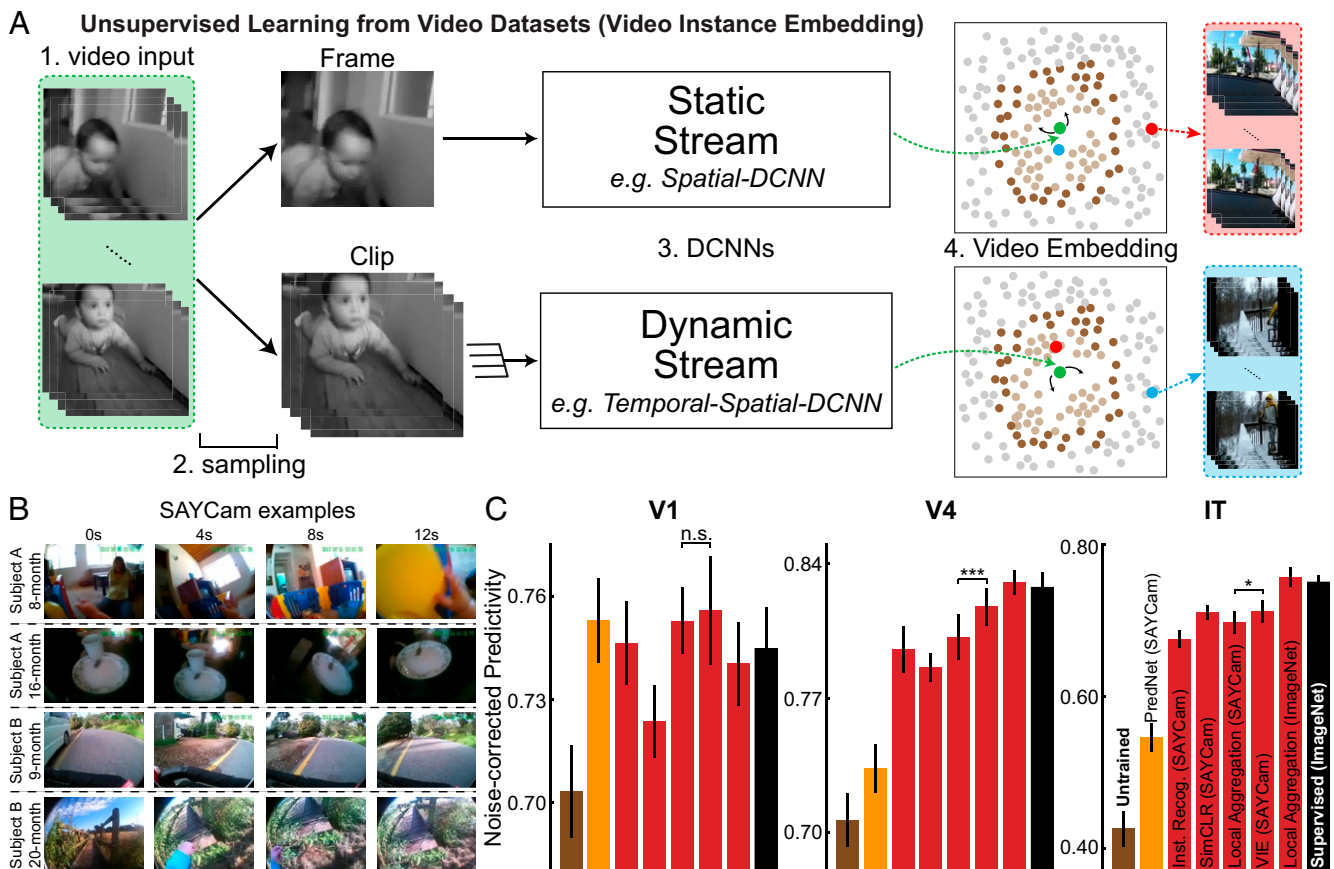 A
Unsupervised Learning from Video Datasets (Video Instance Embedding)
1. video input
Frame
Clip
2. sampling
Static
Stream
e.g. Spatial-DCNN
3. DCNNs
Dynamic
Stream
e.g. Temporal-Spatial-DCNN
4. Video Embedding
B
SAYCam examples
0s
4s
8s
12s
Subject A
8-month
Subject A
16-month
Subject B
9-month
Subject B
20-month
C
Noise-corrected Predictivity
V1
n.s.
0.76
0.73
0.70
V4
***
0.84
0.77
0.70
IT
*
0.80
0.60
0.40
Untrained
PredNet (SAYCam)
Inst. Recog. (SAYCam)
SimCLR (SAYCam)
Local Aggregation (SAYCam)
VIE (SAYCam)
Local Aggregation (ImageNet)
Supervised (ImageNet)